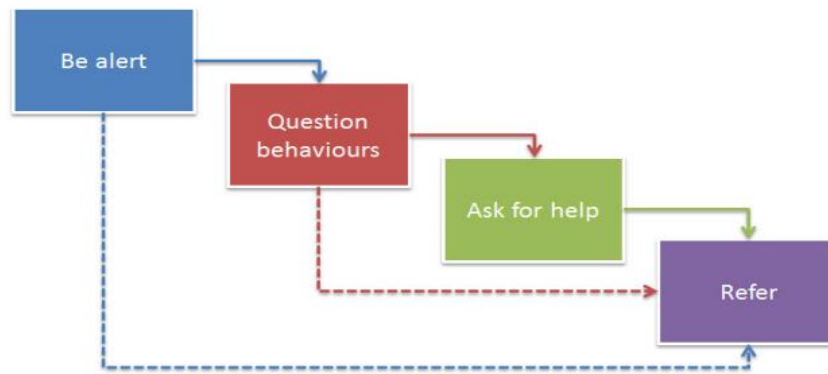 Be alert
Question
behaviours
Ask for help
Refer